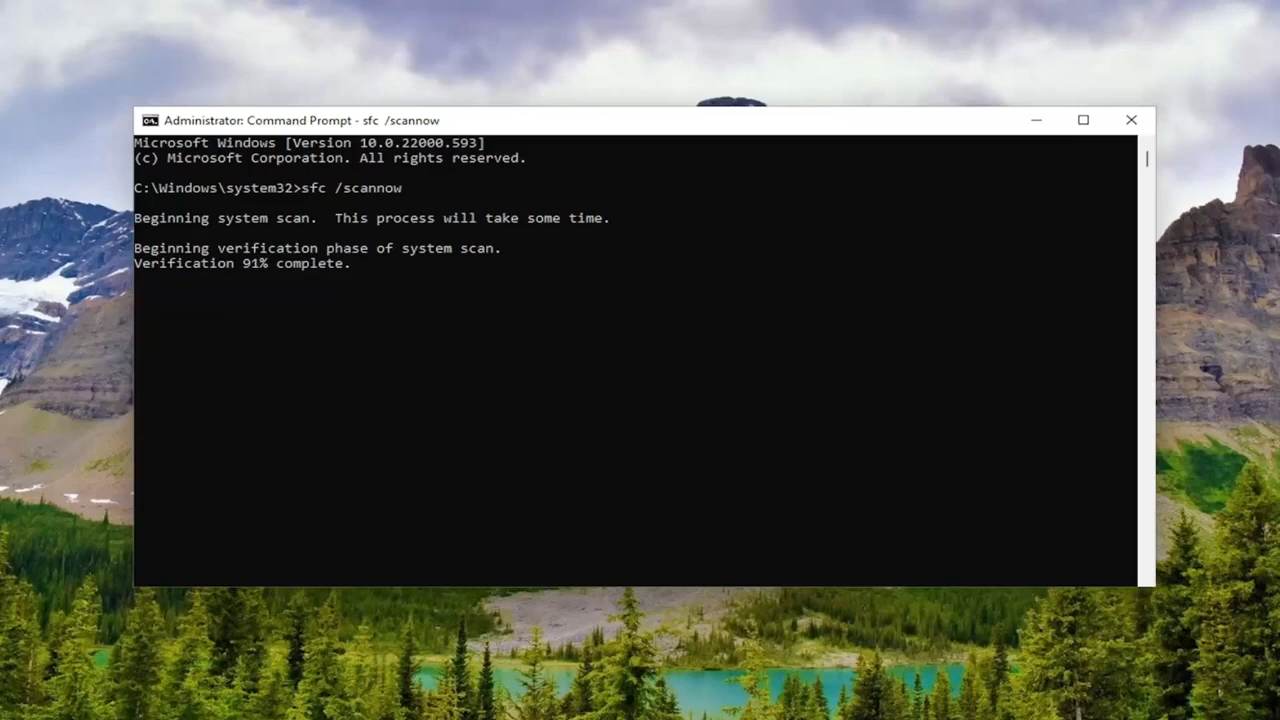 Administrator: Command Prompt - sfc  /scannow
Microsoft Windows [Version 10.0.22000.593]
(c) Microsoft Corporation. All rights reserved.
C:\Windows\system32>sfc /scannow
Beginning system scan.  This process will take some time.
Beginning verification phase of system scan.
Verification 91% complete.